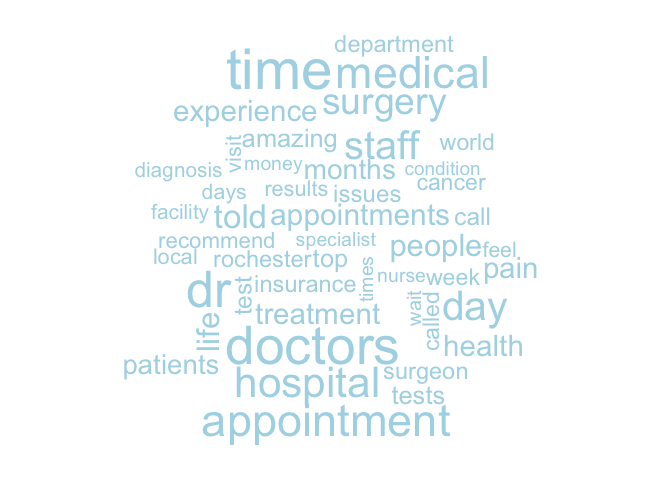 department
time medical
experience surgery
visit amazing staff world
diagnosis money months condition
days results issues cancer
facility told appointments call
recommend specialist people feel
local rochester top
dr test insurance times nurse week pain
life treatment wait called day
patients doctors health
hospital surgeon
appointment tests